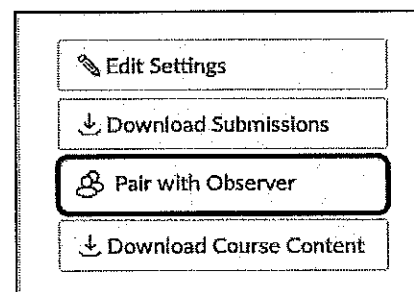 Edit Settings
Download Submissions
Pair with Observer
Download Course Content